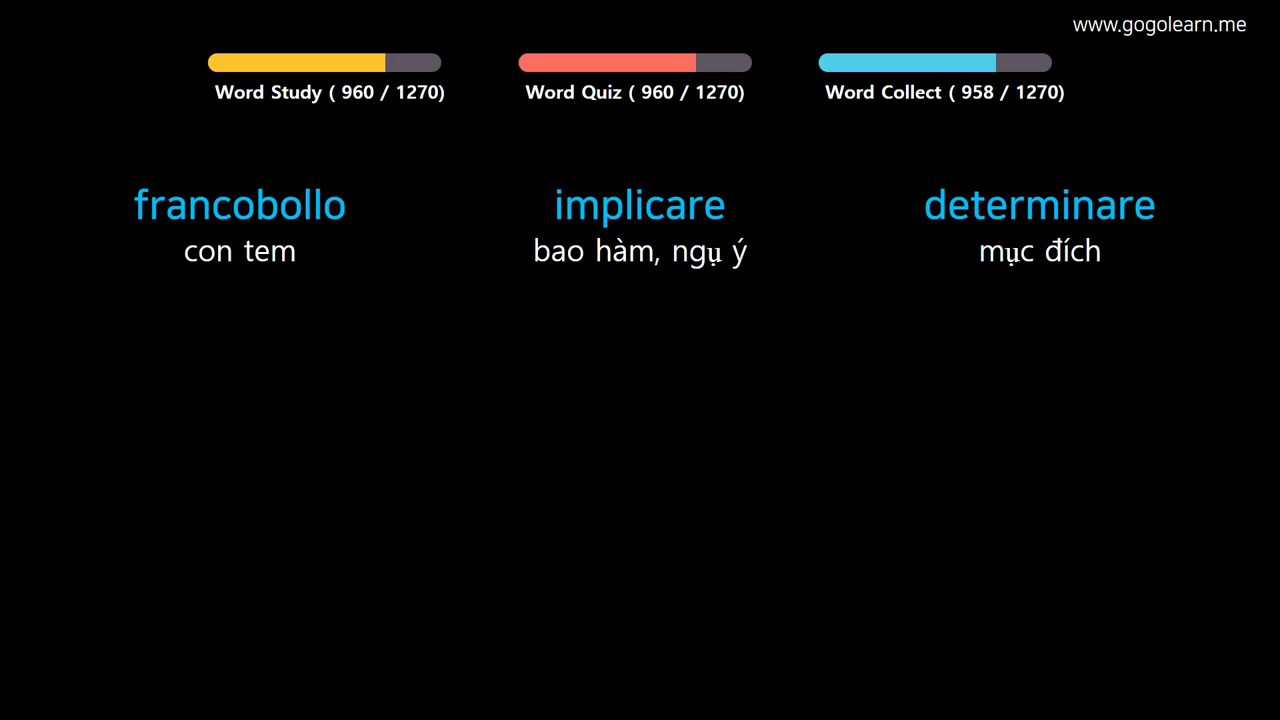 www.gogolearn.me
Word Study ( 960 / 1270)
Word Quiz ( 960 / 1270)
Word Collect ( 958 / 1270)
francobollo
con tem
implicare
bao hàm, ngụ ý
determinare
mục đích